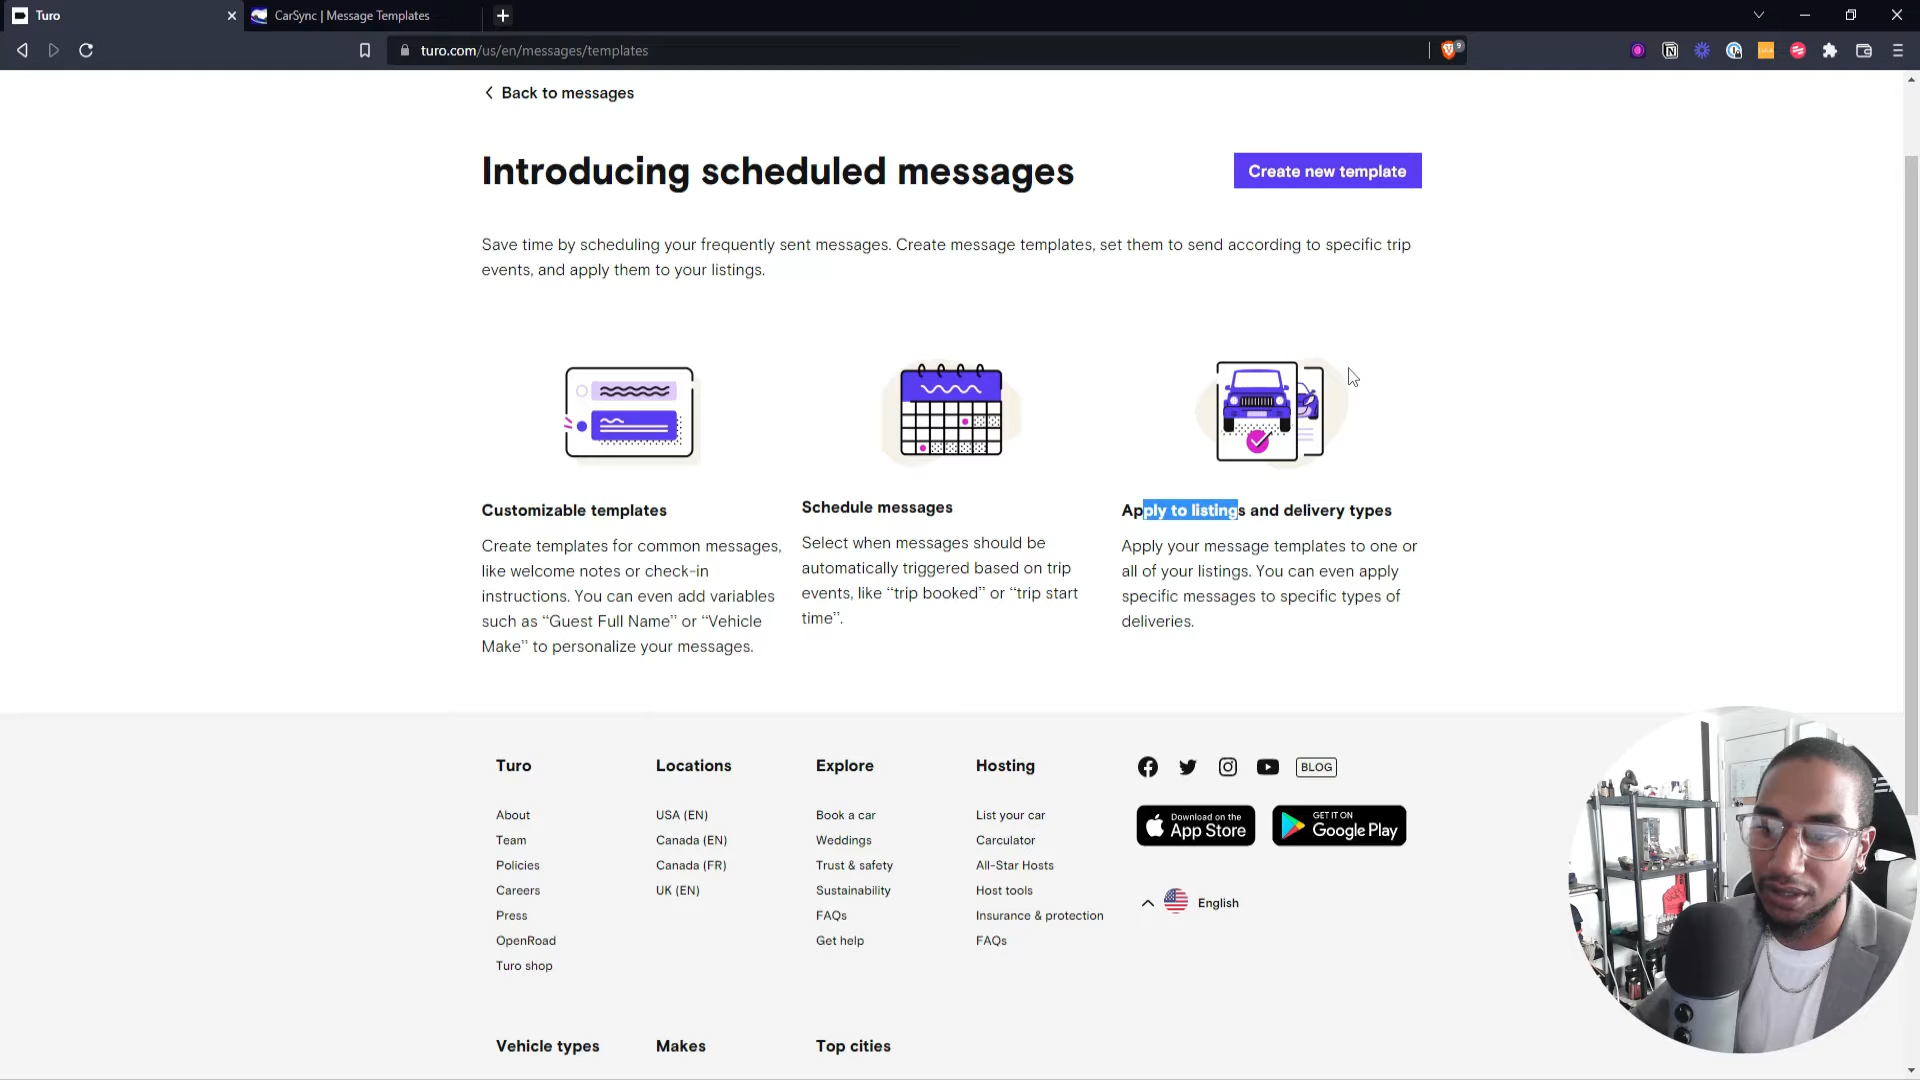 Turo
CarSync | Message Templates
turo.com/us/en/messages/templates
9
Back to messages
Introducing scheduled messages
Create new template
Save time by scheduling your frequently sent messages. Create message templates, set them to send according to specific trip
events, and apply them to your listings.
Customizable templates
Create templates for common messages,
like welcome notes or check-in
instructions. You can even add variables
such as “Guest Full Name” or “Vehicle
Make” to personalize your messages.
Schedule messages
Select when messages should be
automatically triggered based on trip
events, like “trip booked” or “trip start
time”.
Apply to listings and delivery types
Apply your message templates to one or
all of your listings. You can even apply
specific messages to specific types of
deliveries.
Turo
About
Team
Policies
Careers
Press
OpenRoad
Turo shop
Locations
USA (EN)
Canada (EN)
Canada (FR)
UK (EN)
Explore
Book a car
Weddings
Trust & safety
Sustainability
FAQs
Get help
Hosting
List your car
Carculator
All-Star Hosts
Host tools
Insurance & protection
FAQs
BLOG
Download on the
App Store
GET IT ON
Google Play
English
Vehicle types
Makes
Top cities